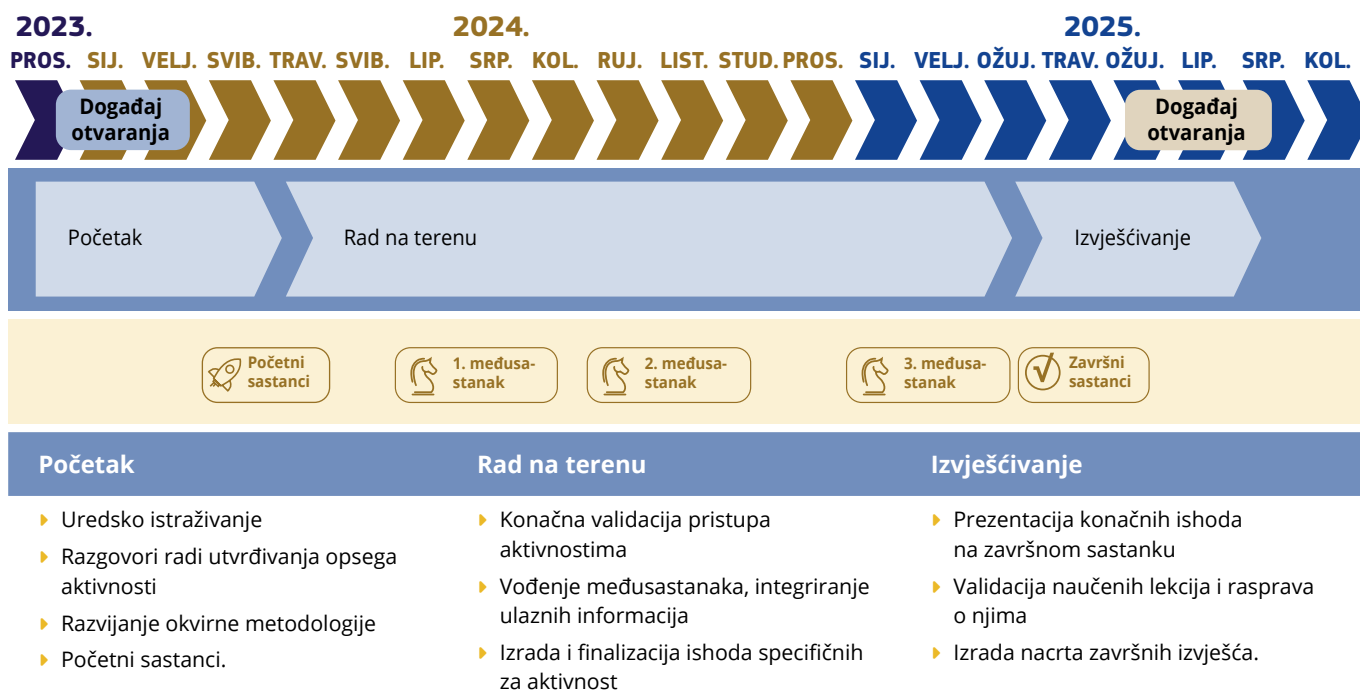 2023.
2024.
2025.
PROS. SIJ. VELJ. SVIB. TRAV. SVIB. LIP. SRP. KOL. RUJ. LIST. STUD. PROS. SIJ. VELJ. OŽUJ. TRAV. OŽUJ. LIP. SRP. KOL.
Događaj
otvaranja
Događaj
otvaranja
Početak
Rad na terenu
Izvješćivanje
Početni
sastanci
1. međusa-
stanak
2. međusa-
stanak
3. međusa-
stanak
Završni
sastanci
Početak
Uredsko istraživanje
Razgovori radi utvrđivanja opsega
aktivnosti
Razvijanje okvirne metodologije
Početni sastanci.
Rad na terenu
Konačna validacija pristupa
aktivnostima
Vođenje međusastanaka, integriranje
ulaznih informacija
Izrada i finalizacija ishoda specifičnih
za aktivnost
Izvješćivanje
Prezentacija konačnih ishoda
na završnom sastanku
Validacija naučenih lekcija i rasprava
o njima
Izrada nacrta završnih izvješća.